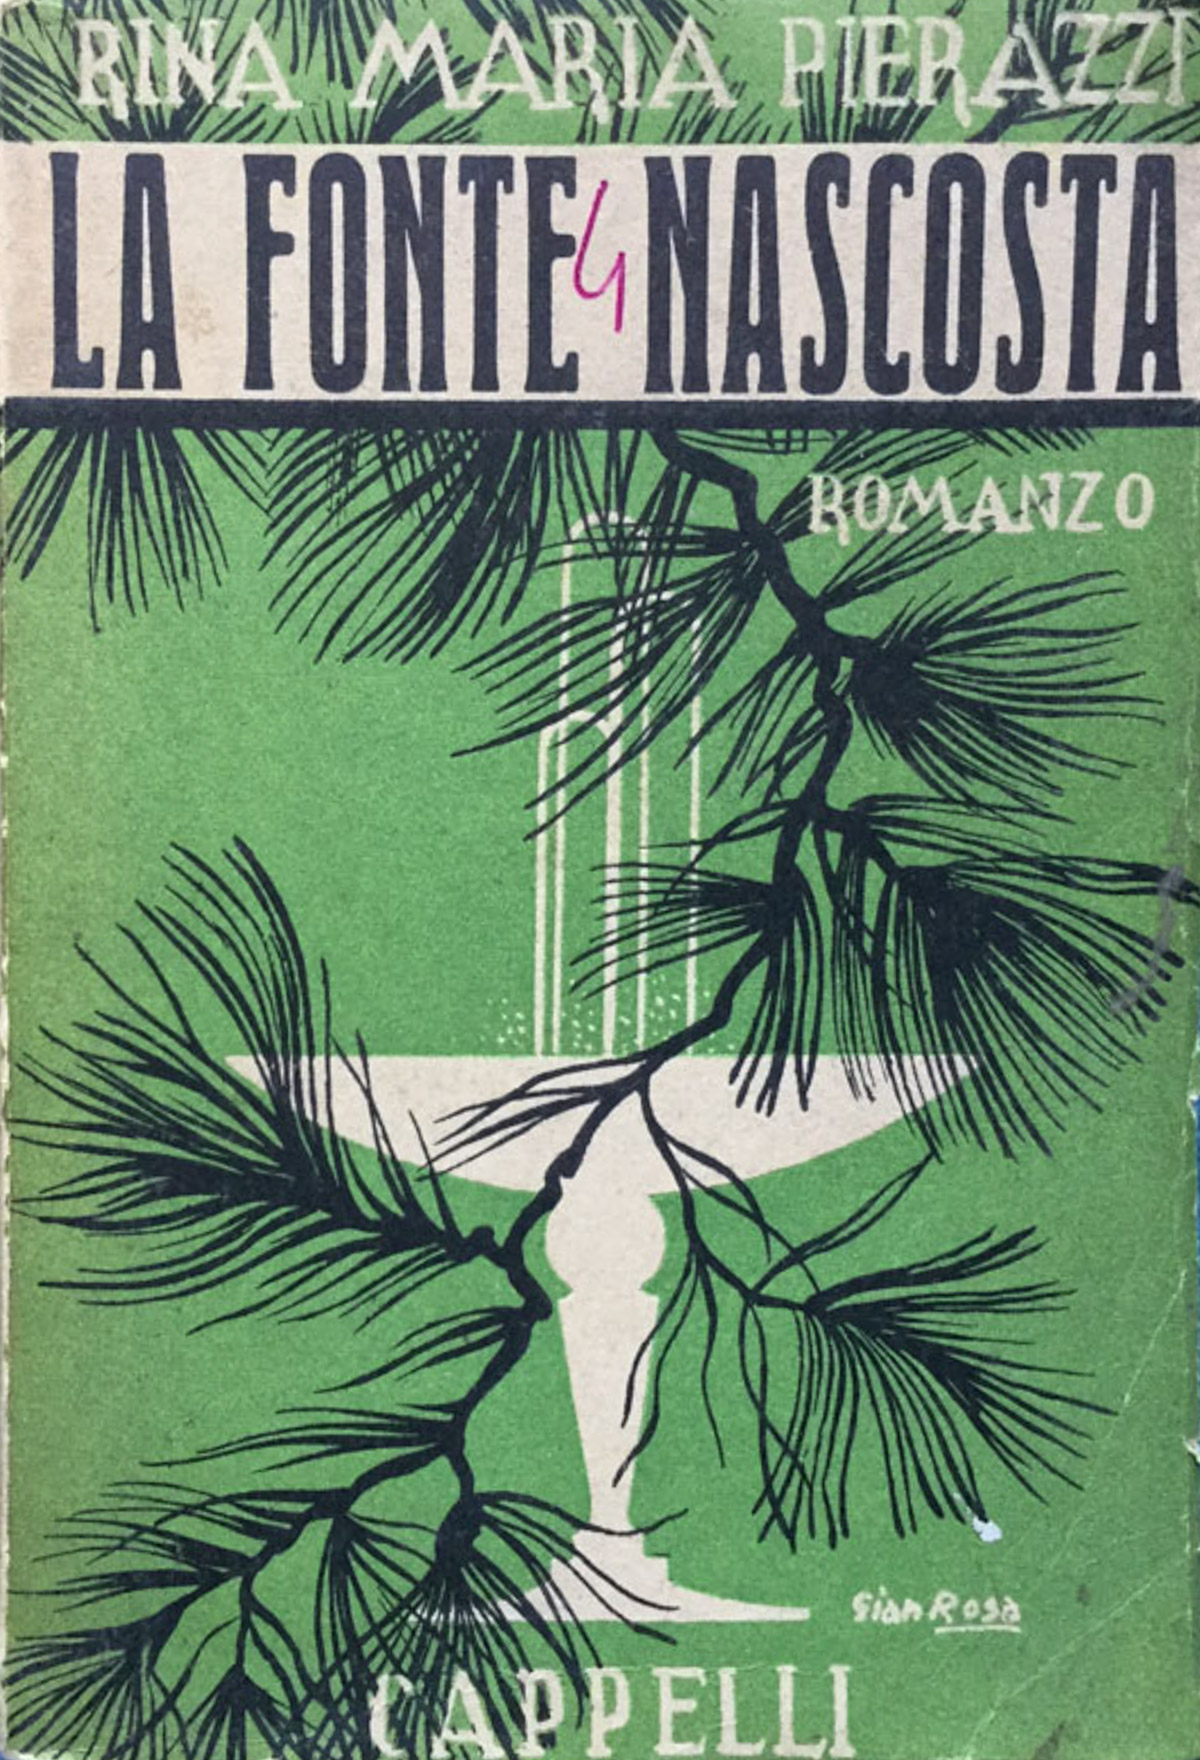 RINA MARIA PIERAZZI
LA FONTE 4 NASCOSTA
ROMANZO
Gian Rosa
CAPPELLI